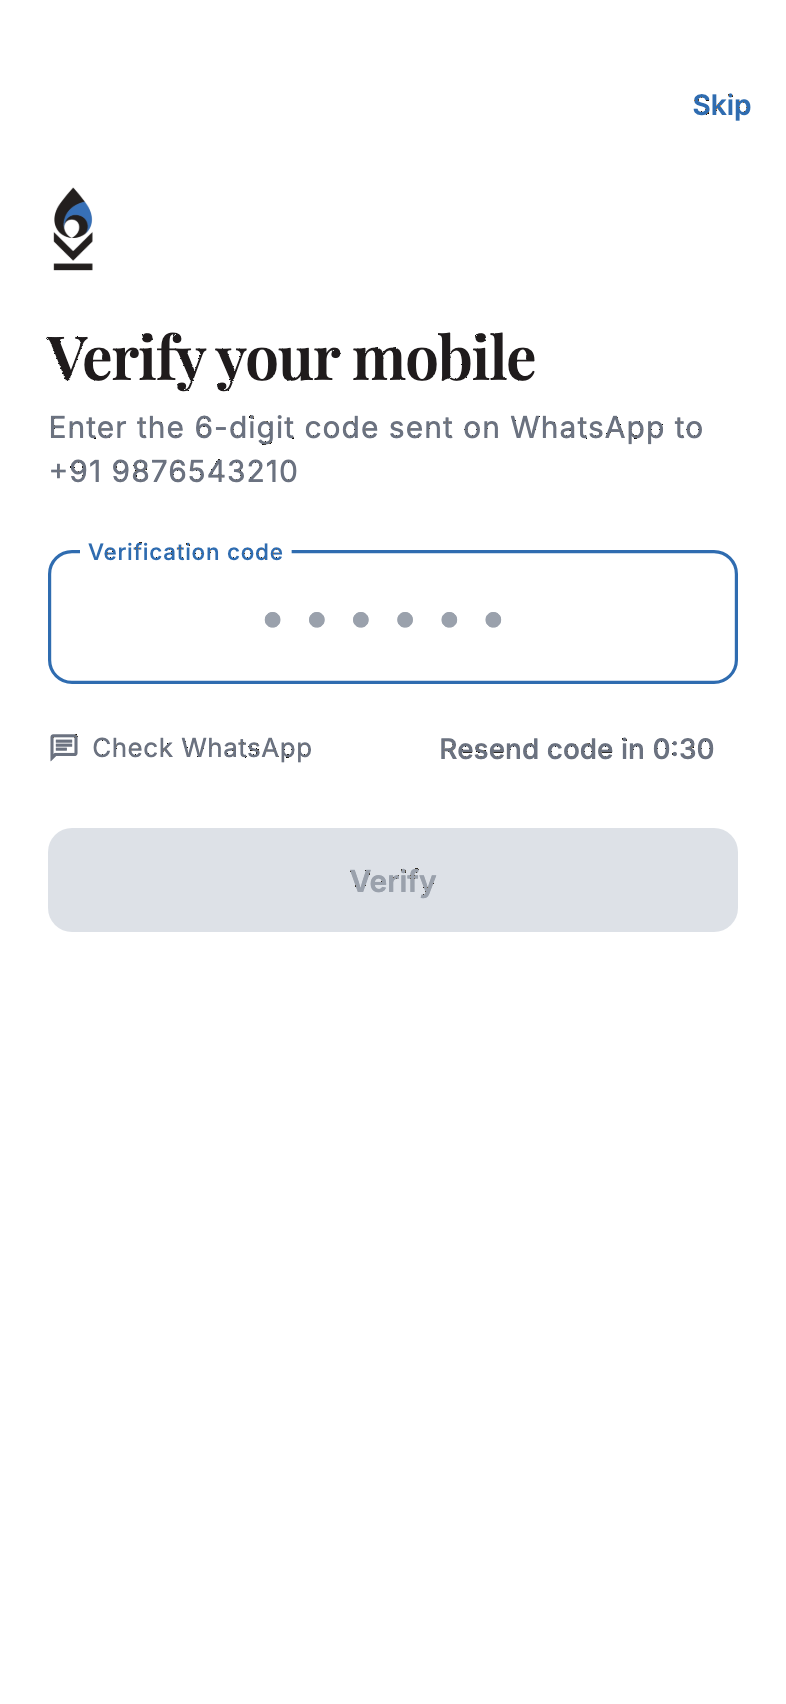 Skip
Verify your mobile
Enter the 6-digit code sent on WhatsApp to
+91 9876543210
Verification code
Check WhatsApp
Resend code in 0:30
Verify